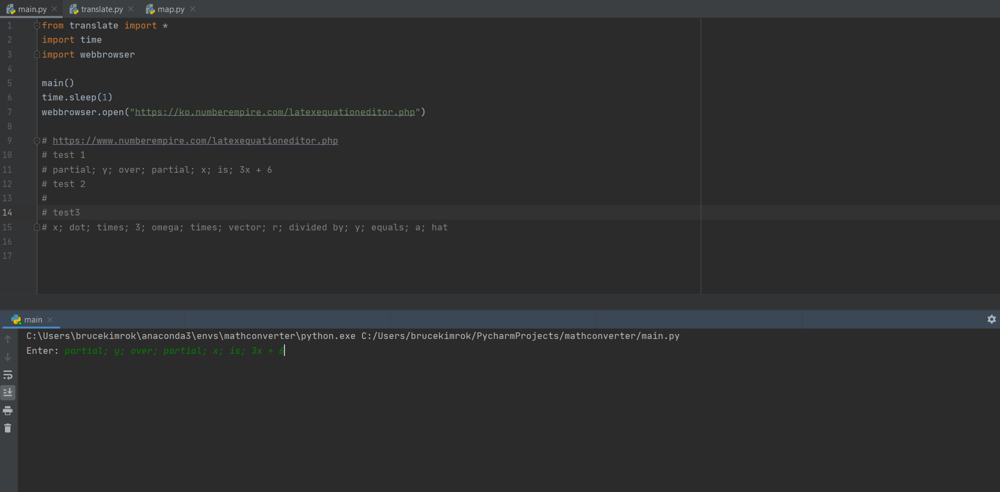 main.py translate.py map.py
1 from translate import *
2 import time
3 import webbrowser
4
5 main()
6 time.sleep(1)
7 webbrowser.open("https://ko.numberempire.com/latexequationeditor.php")
8
9 # https://www.numberempire.com/latexequationeditor.php
10 # test 1
11 # partial; y; over; partial; x; is; 3x + 6
12 # test 2
13 #
14 # test3
15 # x; dot; times; 3; omega; times; vector; r; divided by; y; equals; a; hat
16
17
main
C:\Users\brucekimrok\anaconda3\envs\mathconverter\python.exe C:/Users/brucekimrok/PycharmProjects/mathconverter/main.py
Enter: partial; y; over; partial; x; is; 3x + 6